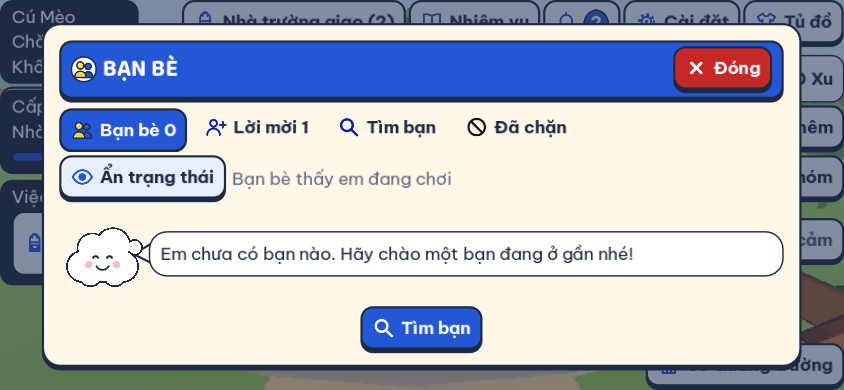 Cú Mèo
Nhà trường giao (2)
Nhiệm vụ
2
Cài đặt
Tủ đồ
BẠN BÈ
Đóng
Xu
Bạn bè 0
Lời mời 1
Tìm bạn
Đã chặn
Ẩn trạng thái
Bạn bè thấy em đang chơi
Em chưa có bạn nào. Hãy chào một bạn đang ở gần nhé!
Tìm bạn